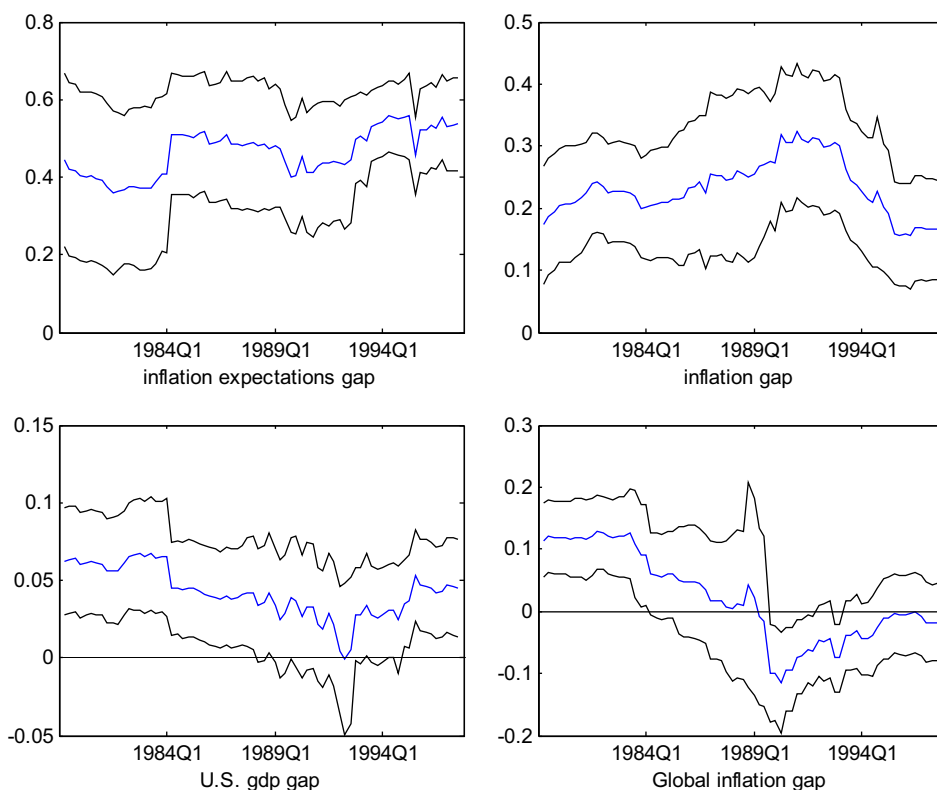 0.8
0.6
0.4
0.2
0
1984Q1 1989Q1 1994Q1
inflation expectations gap
0.5
0.4
0.3
0.2
0.1
0
1984Q1 1989Q1 1994Q1
inflation gap
0.15
0.1
0.05
0
-0.05
1984Q1 1989Q1 1994Q1
U.S. gdp gap
0.3
0.2
0.1
0
-0.1
-0.2
1984Q1 1989Q1 1994Q1
Global inflation gap